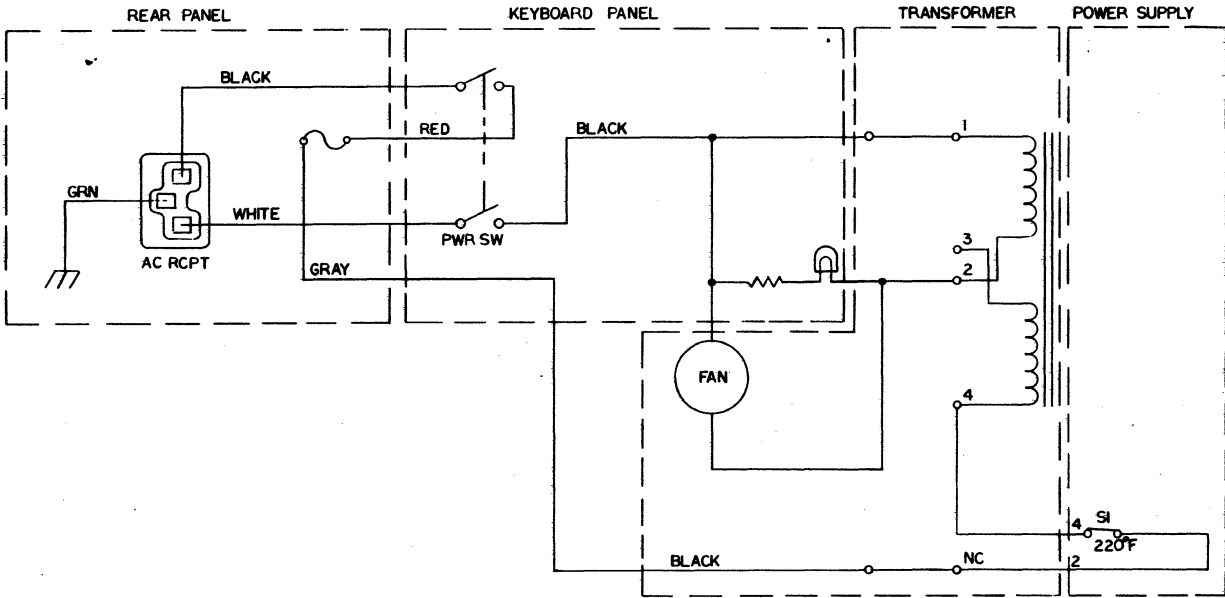 REAR PANEL
KEYBOARD PANEL
TRANSFORMER
POWER SUPPLY
BLACK
RED
BLACK
1
GRN
WHITE
PWR SW
AC RCPT
3
2
GRAY
FAN
4
4
S1
220°F
BLACK
NC
2